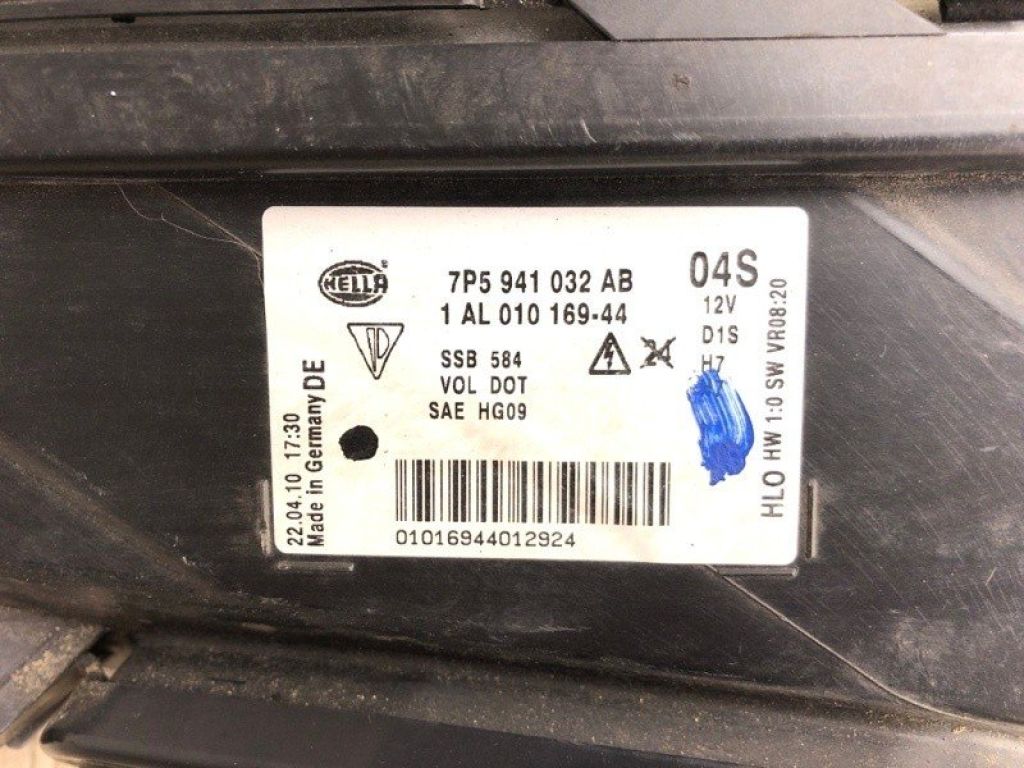 HELLA ®
7P5 941 032 AB
1 AL 010 169-44
04S
12V
D1S
H7
SSB 584
VOL DOT
SAE HG09
24
22.04.10 17:30
Made in Germany DE
HLO HW 1:0 SW VR08:20
01016944012924